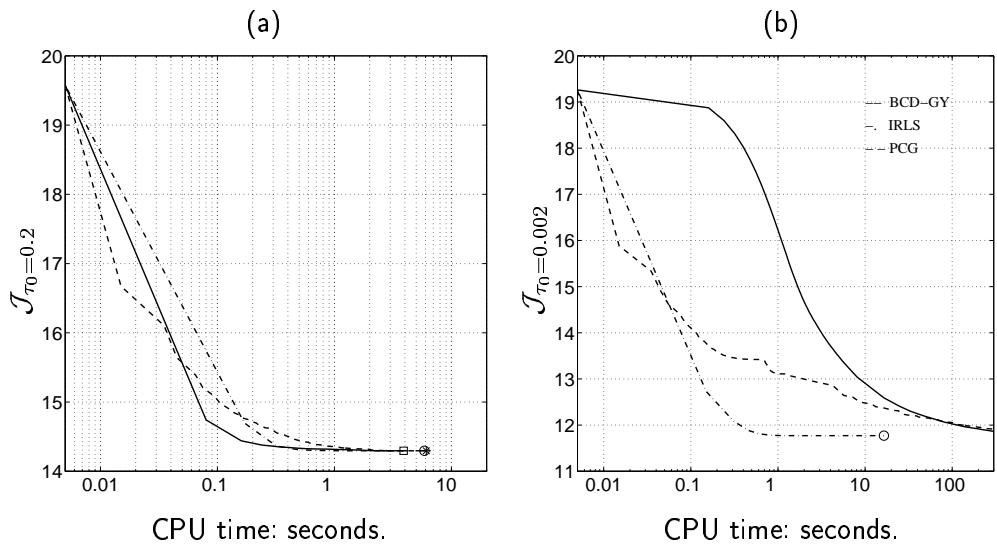 (a)
20
19
18
17
16
15
14
0.01 0.1 1 10
𝒥τ₀=0.2
CPU time: seconds.
(b)
20
19
18
17
16
15
14
13
12
11
0.01 0.1 1 10 100
𝒥τ₀=0.002
CPU time: seconds.
BCD-GY
IRLS
PCG